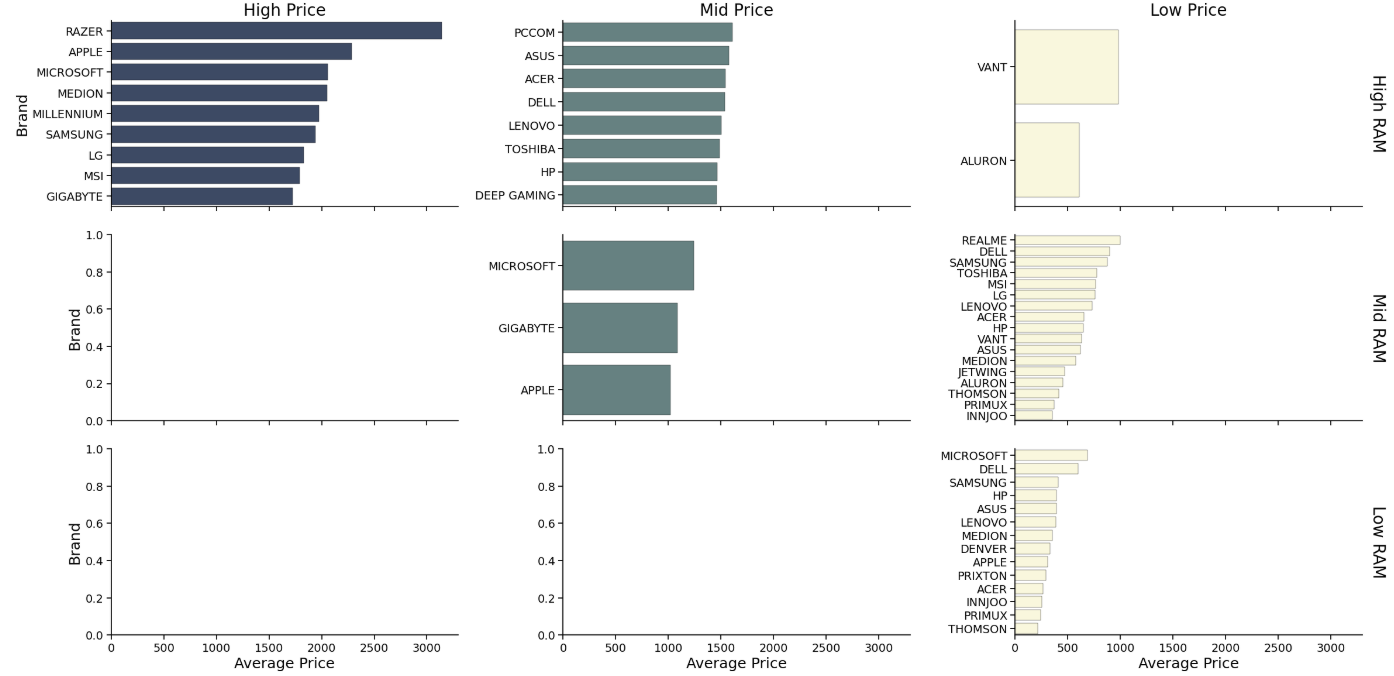 High Price
Mid Price
Low Price
Brand
RAZER
APPLE
MICROSOFT
MEDION
MILLENNIUM
SAMSUNG
LG
MSI
GIGABYTE
PCCOM
ASUS
ACER
DELL
LENOVO
TOSHIBA
HP
DEEP GAMING
VANT
ALURON
High RAM
Brand
1.0
0.8
0.6
0.4
0.2
0.0
MICROSOFT
GIGABYTE
APPLE
REALME
DELL
SAMSUNG
TOSHIBA
MSI
LG
LENOVO
ACER
HP
VANT
ASUS
MEDION
JETWING
ALURON
THOMSON
PRIMUX
INNJOO
Mid RAM
Brand
1.0
0.8
0.6
0.4
0.2
0.0
0 500 1000 1500 2000 2500 3000
Average Price
1.0
0.8
0.6
0.4
0.2
0.0
0 500 1000 1500 2000 2500 3000
Average Price
MICROSOFT
DELL
SAMSUNG
HP
ASUS
LENOVO
MEDION
DENVER
APPLE
PRIXTON
ACER
INNJOO
PRIMUX
THOMSON
0 500 1000 1500 2000 2500 3000
Average Price
Low RAM